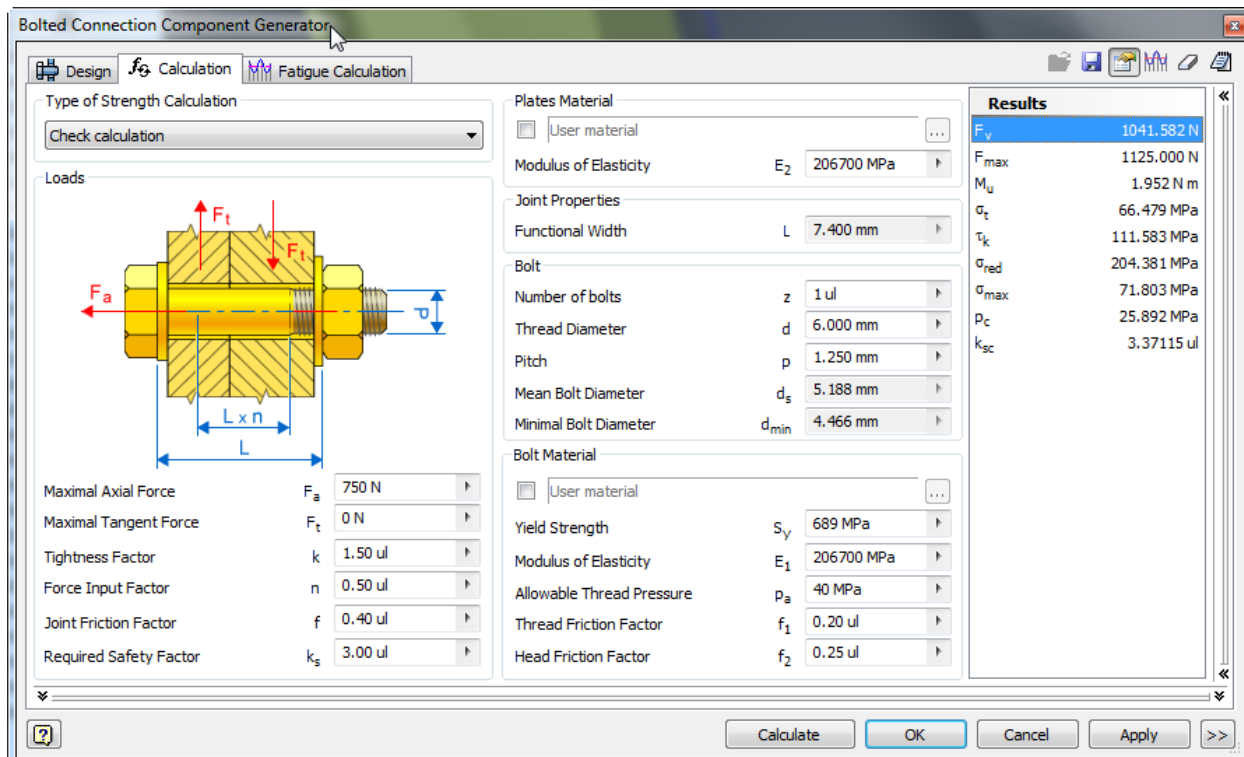 Bolted Connection Component Generator
Design Calculation Fatigue Calculation
Type of Strength Calculation
Check calculation
Loads
Ft
Ft
Fa
d
L x n
L
Maximal Axial Force Fa 750 N
Maximal Tangent Force Ft 0 N
Tightness Factor k 1.50 ul
Force Input Factor n 0.50 ul
Joint Friction Factor f 0.40 ul
Required Safety Factor ks 3.00 ul
Plates Material
User material ...
Modulus of Elasticity E2 206700 MPa
Joint Properties
Functional Width L 7.400 mm
Bolt
Number of bolts z 1 ul
Thread Diameter d 6.000 mm
Pitch p 1.250 mm
Mean Bolt Diameter ds 5.188 mm
Minimal Bolt Diameter dmin 4.466 mm
Bolt Material
User material ...
Yield Strength Sy 689 MPa
Modulus of Elasticity E1 206700 MPa
Allowable Thread Pressure pa 40 MPa
Thread Friction Factor f1 0.20 ul
Head Friction Factor f2 0.25 ul
Results
Fv 1041.582 N
Fmax 1125.000 N
Mu 1.952 N m
σt 66.479 MPa
τk 111.583 MPa
σred 204.381 MPa
σmax 71.803 MPa
pc 25.892 MPa
ksc 3.37115 ul
Calculate OK Cancel Apply >>